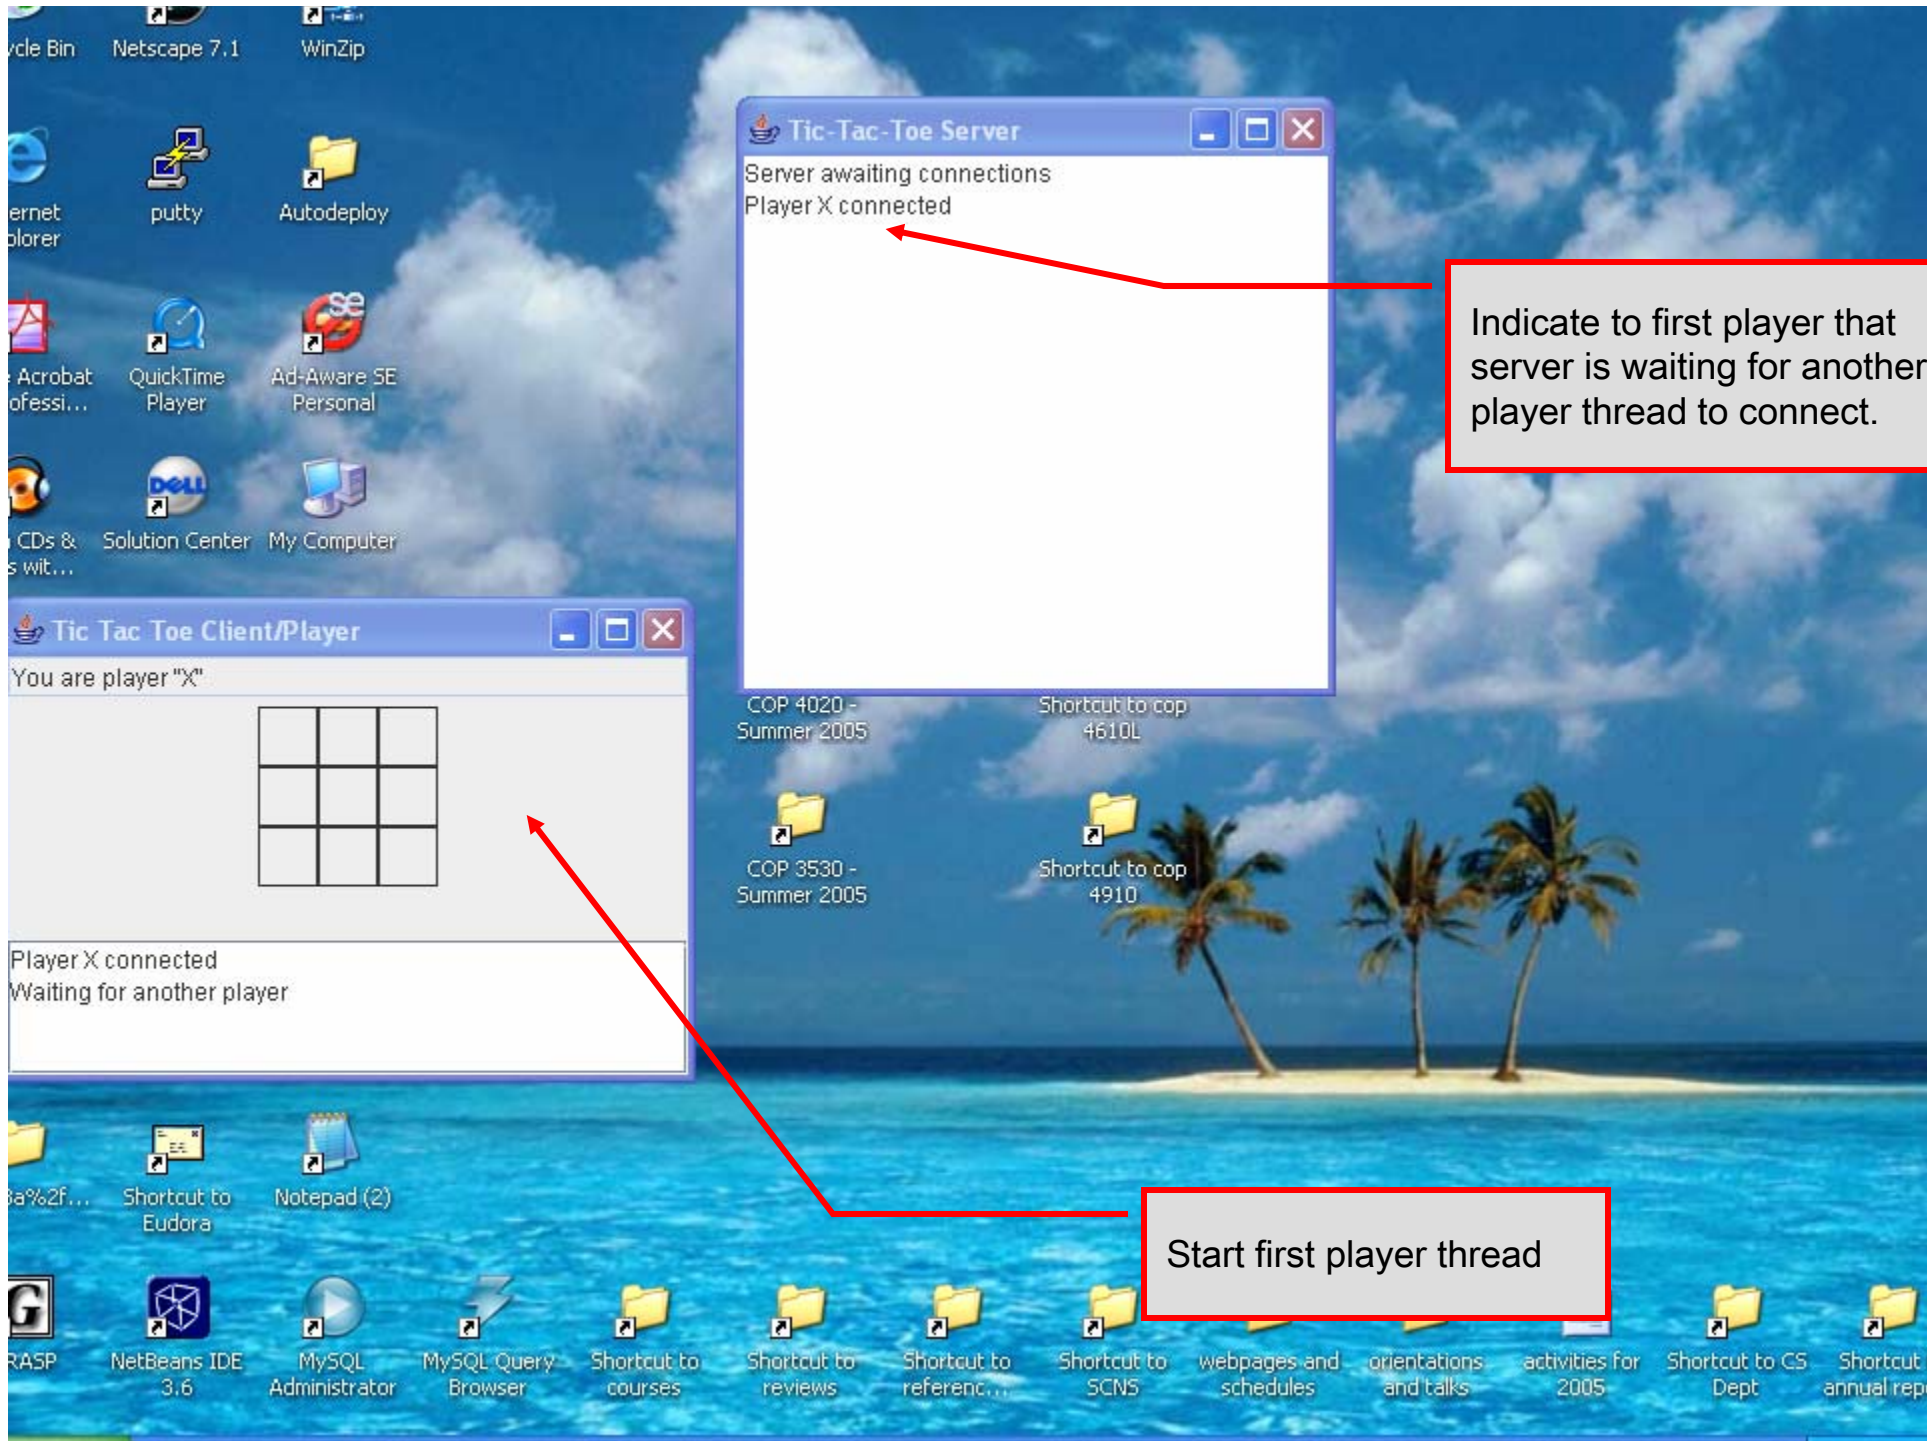 ycle Bin
Netscape 7.1
WinZip
ernet
plorer
putty
Autodeploy
Acrobat
ofessi...
QuickTime
Player
Ad-Aware SE
Personal
CDs &
s wit...
DELL
Solution Center
My Computer
Tic-Tac-Toe Server
Server awaiting connections
Player X connected
Indicate to first player that
server is waiting for another
player thread to connect.
Tic Tac Toe Client/Player
You are player "X"
Player X connected
Waiting for another player
COP 4020 -
Summer 2005
Shortcut to cop
4610L
COP 3530 -
Summer 2005
Shortcut to cop
4910
3a%2f...
Shortcut to
Eudora
Notepad (2)
Start first player thread
G
RASP
NetBeans IDE
3.6
MySQL
Administrator
MySQL Query
Browser
Shortcut to
courses
Shortcut to
reviews
Shortcut to
referenc...
Shortcut to
SCNS
webpages and
schedules
orientations
and talks
activities for
2005
Shortcut to CS
Dept
Shortcut
annual rep